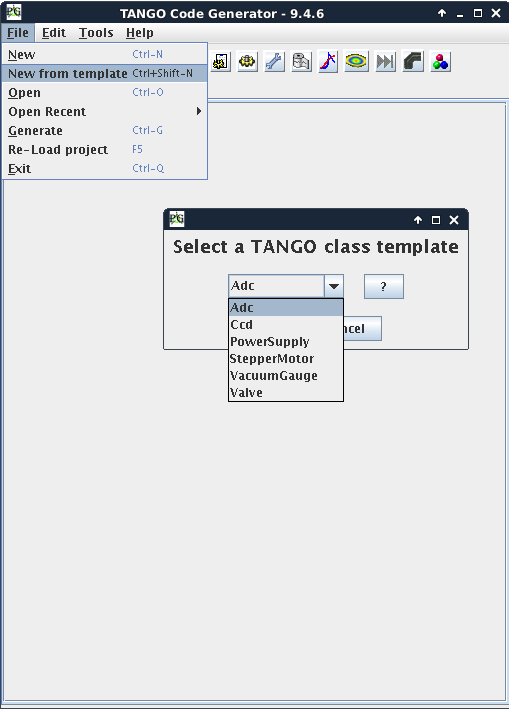 PG TANGO Code Generator - 9.4.6
File Edit Tools Help
New Ctrl-N
New from template Ctrl+Shift-N
Open Ctrl-O
Open Recent
Generate Ctrl-G
Re-Load project F5
Exit Ctrl-Q
PG
Select a TANGO class template
Adc ?
Adc
Ccd
PowerSupply
StepperMotor
VacuumGauge
Valve
ncel